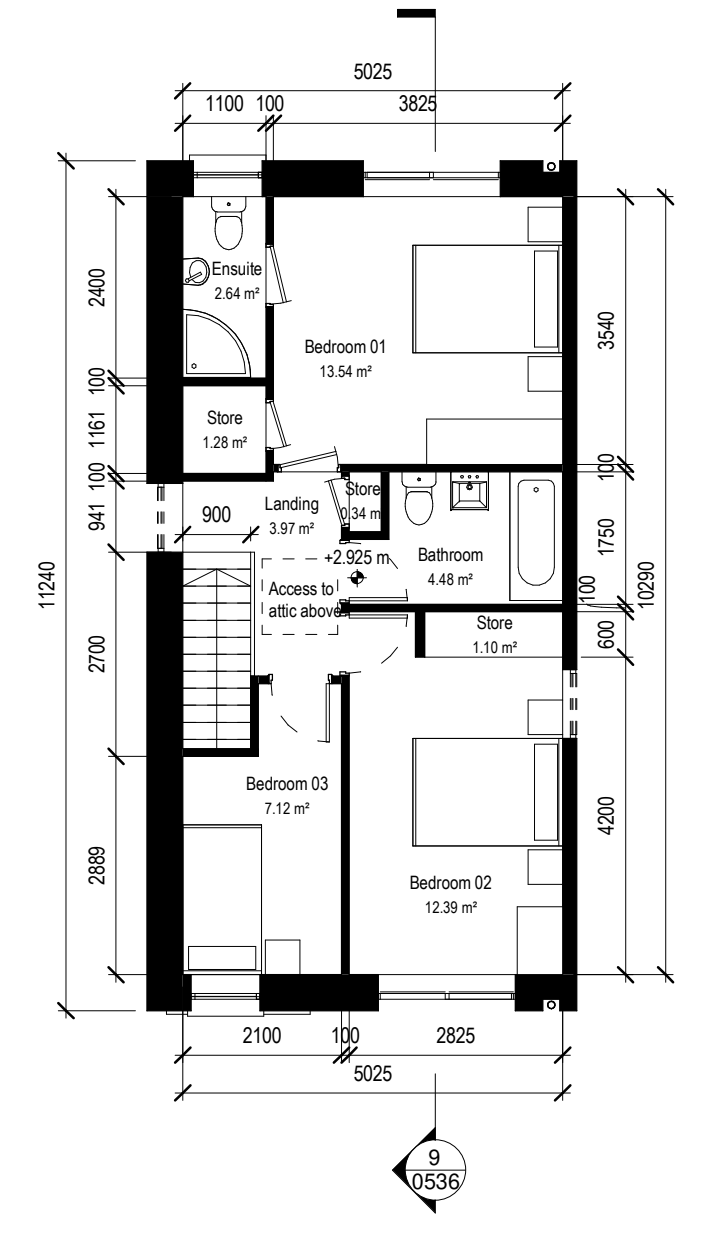 5025
1100 100 3825
2400
100
1161
100
941
2700
2889
11240
3540
100
1750
100
600
4200
10290
Ensuite
2.64 m²
Bedroom 01
13.54 m²
Store
1.28 m²
Landing
3.97 m²
900
Store
0.34 m
Bathroom
4.48 m²
+2.925 m
Access to
attic above
Store
1.10 m²
Bedroom 03
7.12 m²
Bedroom 02
12.39 m²
2100 100 2825
5025
9
0536